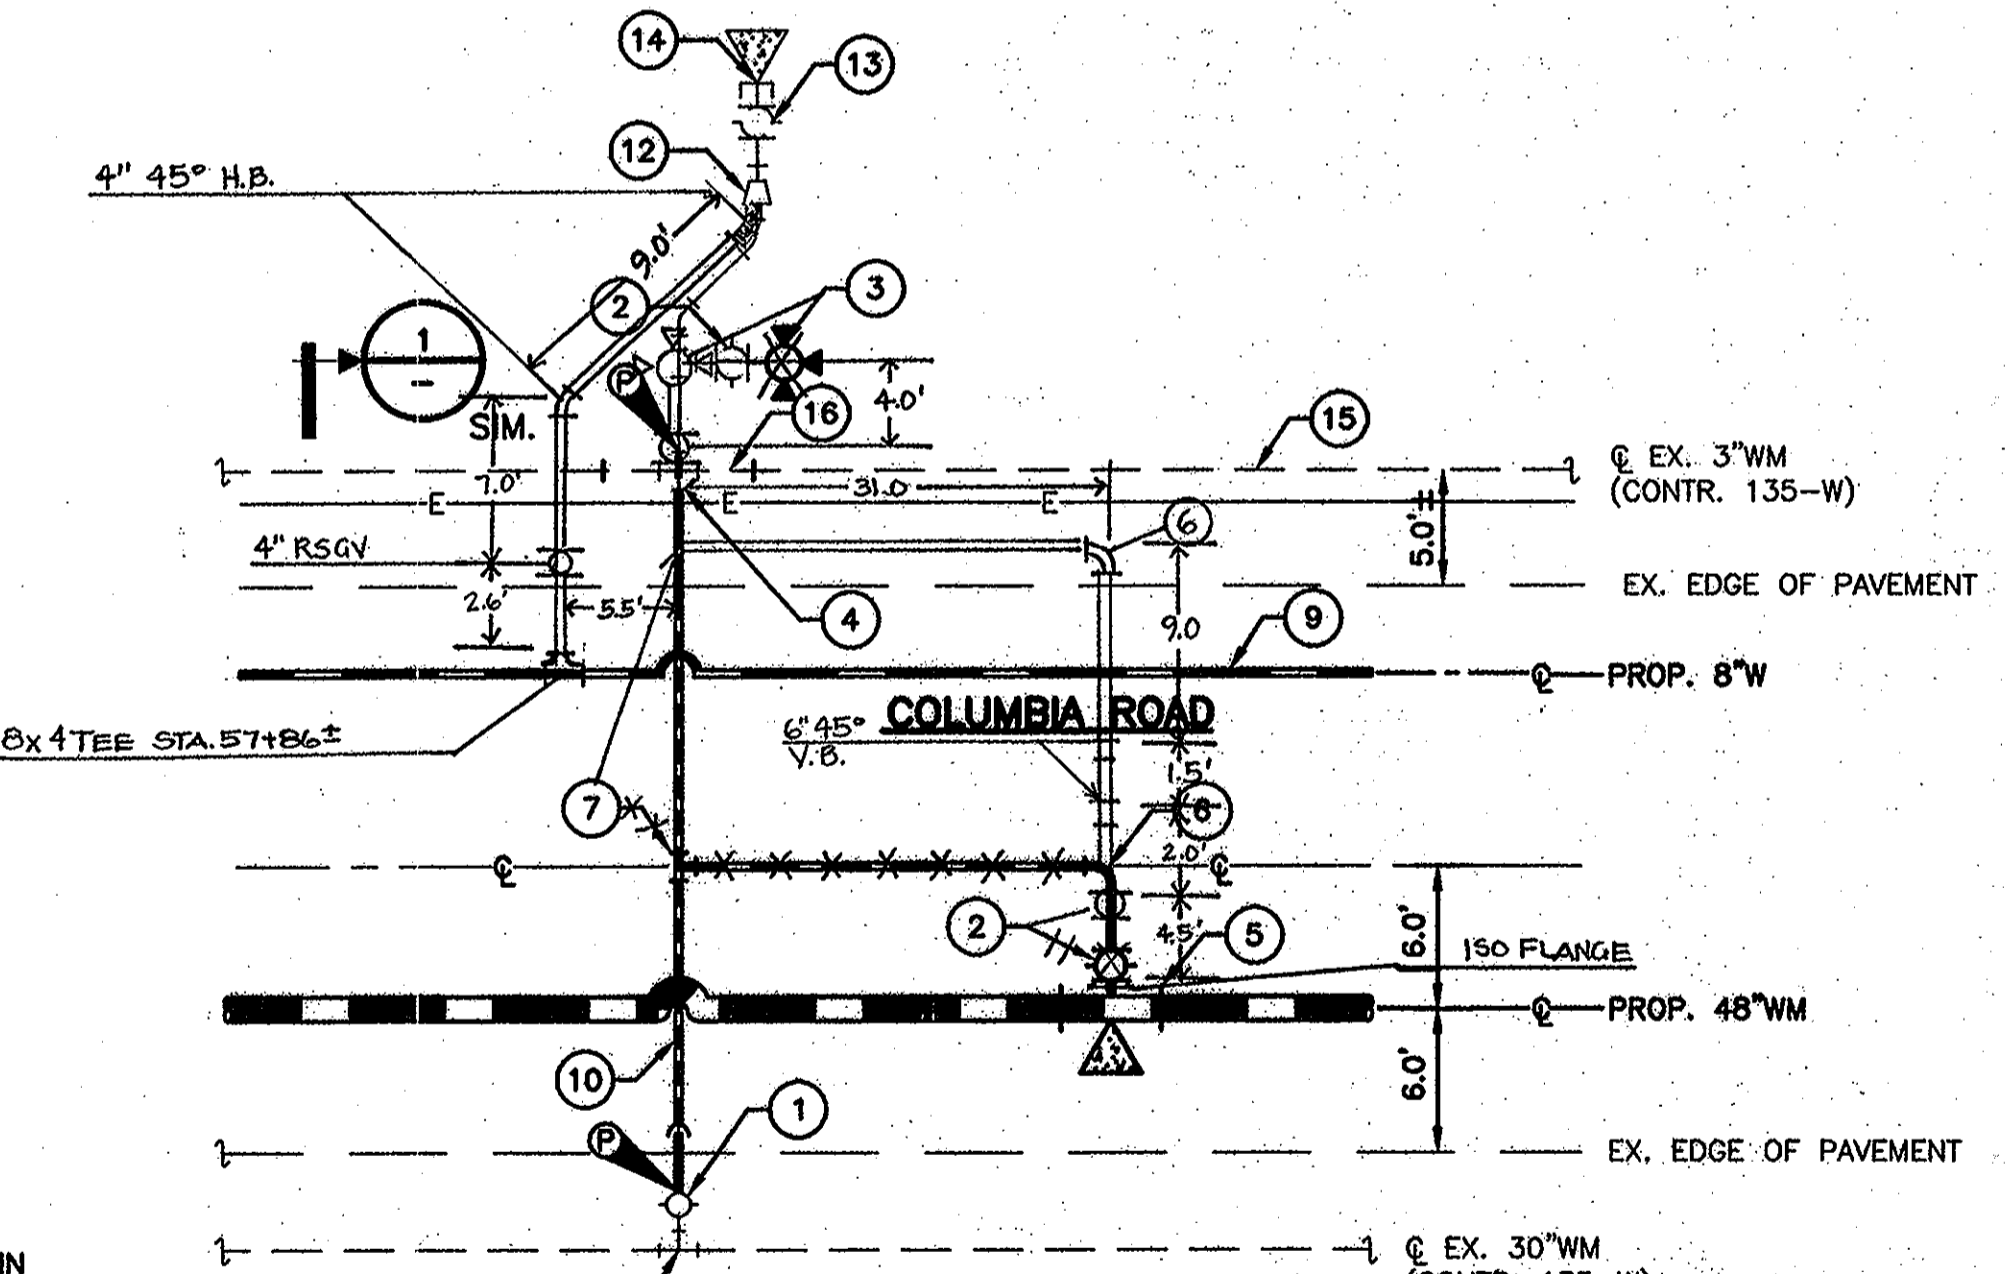 14
13
12
4" 45° H.B.
9.0'
2
3
1
–
P
4.0'
16
15
SIM.
℄ EX. 3"WM
(CONTR. 135-W)
7.0'
31.0
E
E
E
6
5.0'±
4" RSGV
2.6'
5.5'
4
EX. EDGE OF PAVEMENT
9
9.0
℄ PROP. 8"W
COLUMBIA ROAD
6" 45°
V.B.
8x4 TEE STA. 57+86±
1.5'
7
2.0'
℄
℄
2
4.5'
5
6.0'
ISO FLANGE
℄ PROP. 48"WM
10
6.0'
1
P
EX. EDGE OF PAVEMENT
IN
℄ EX. 30"WM